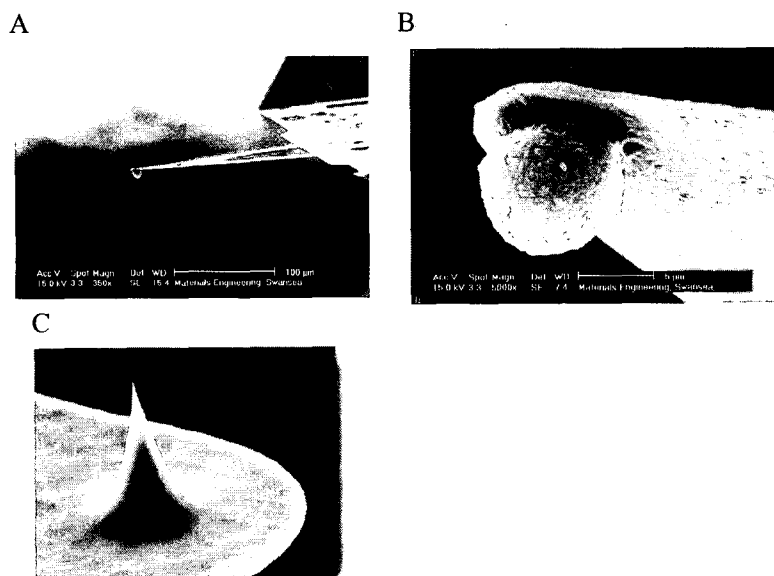 A
B
Acc.V Spot Magn Det WD 100 µm
15.0 kV 3.3 350x SE 15.4 Materials Engineering, Swansea
Acc.V Spot Magn Det WD 5 µm
15.0 kV 3.3 5000x SE 7.4 Materials Engineering, Swansea
C